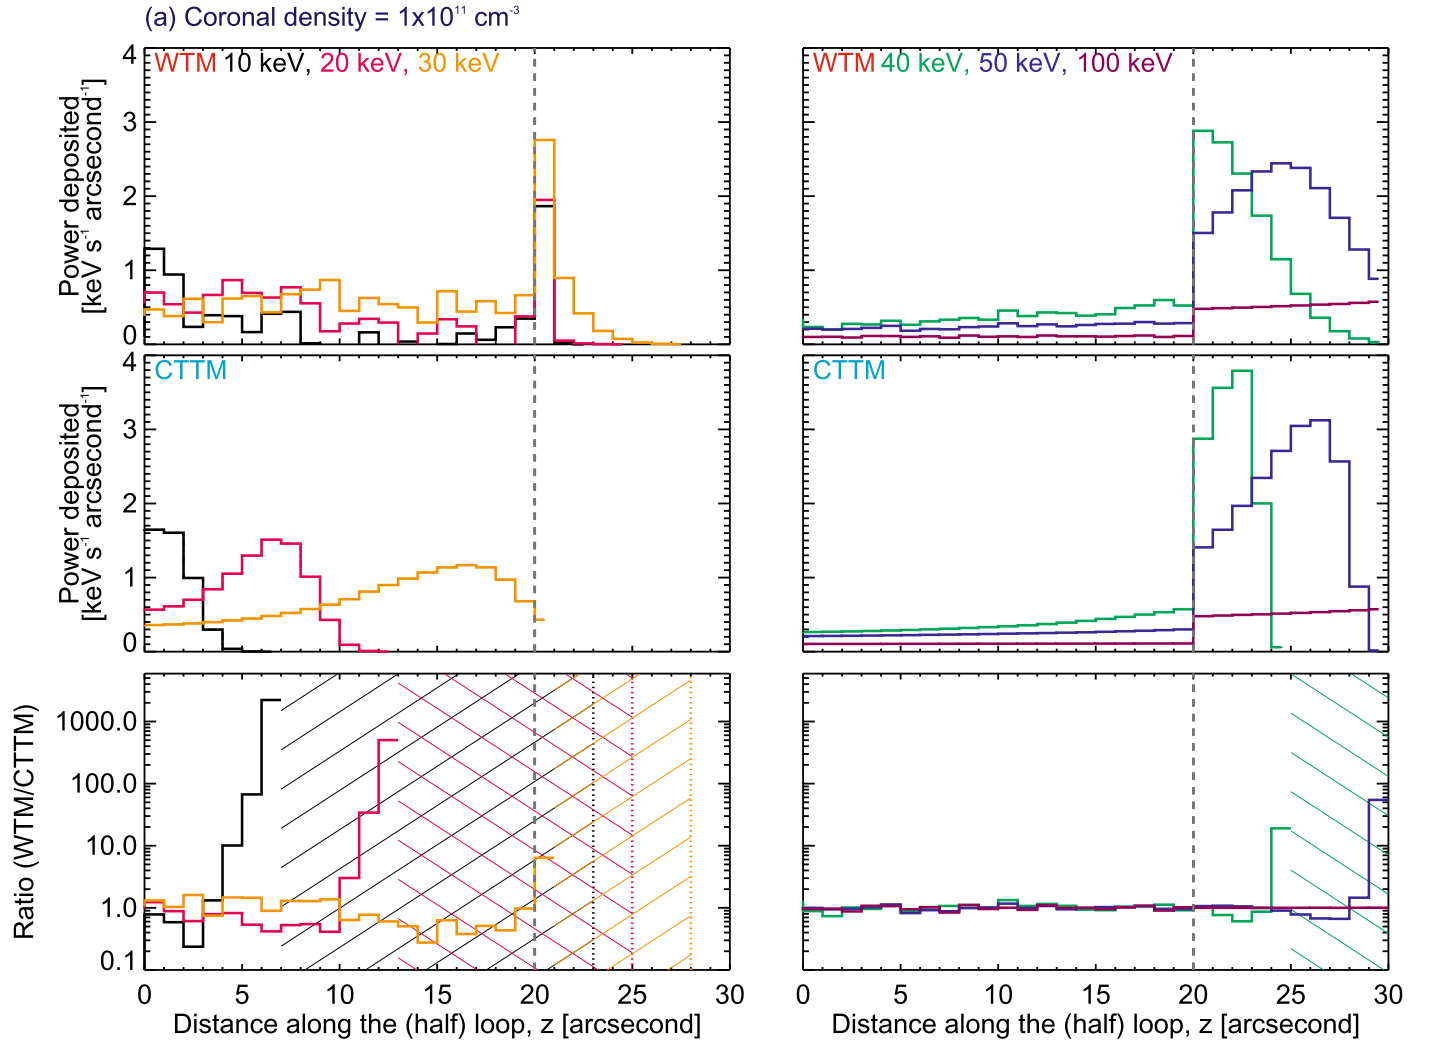 (a) Coronal density = 1x10¹¹ cm⁻³
WTM 10 keV, 20 keV, 30 keV
WTM 40 keV, 50 keV, 100 keV
4
3
2
1
0
Power deposited
[keV s⁻¹ arcsecond⁻¹]
CTTM
CTTM
4
3
2
1
0
Power deposited
[keV s⁻¹ arcsecond⁻¹]
1000.0
100.0
10.0
1.0
0.1
Ratio (WTM/CTTM)
0 5 10 15 20 25 30
0 5 10 15 20 25 30
Distance along the (half) loop, z [arcsecond]
Distance along the (half) loop, z [arcsecond]